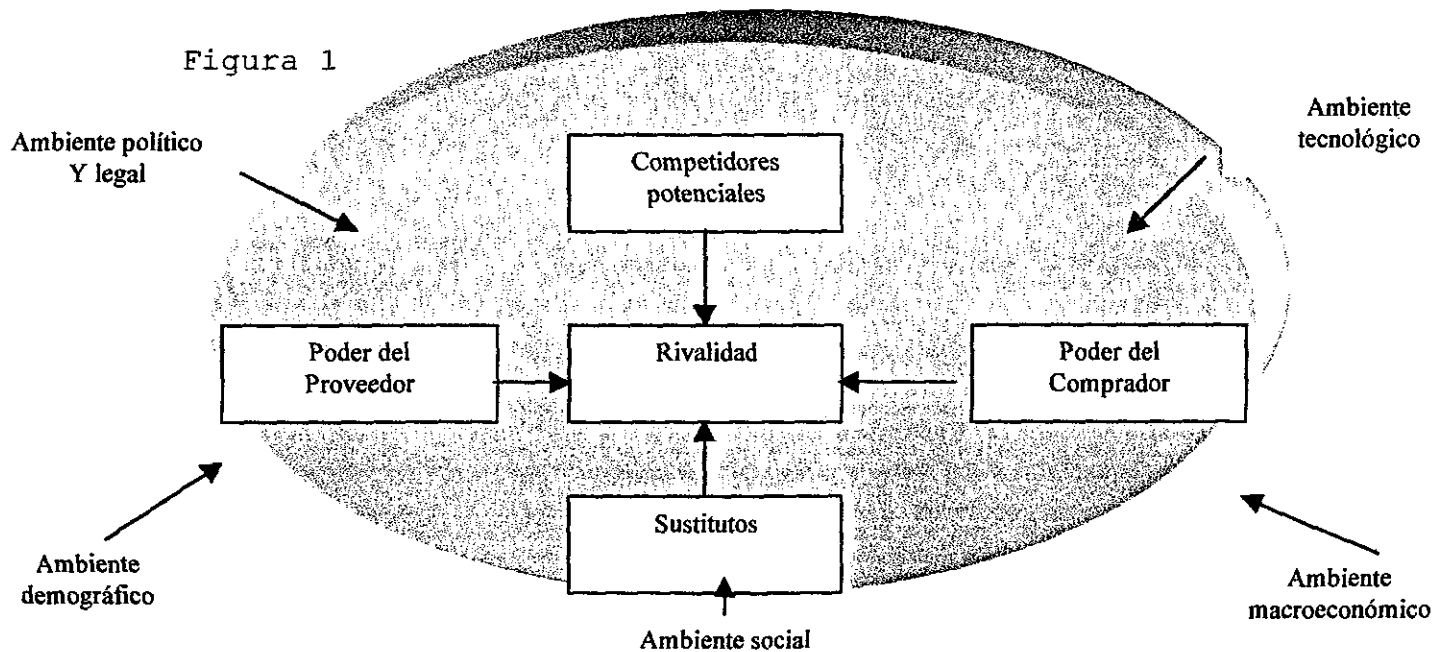 Figura 1
Ambiente político
Y legal
Ambiente
tecnológico
Competidores
potenciales
Poder del
Proveedor
Rivalidad
Poder del
Comprador
Sustitutos
Ambiente
demográfico
Ambiente social
Ambiente
macroeconómico